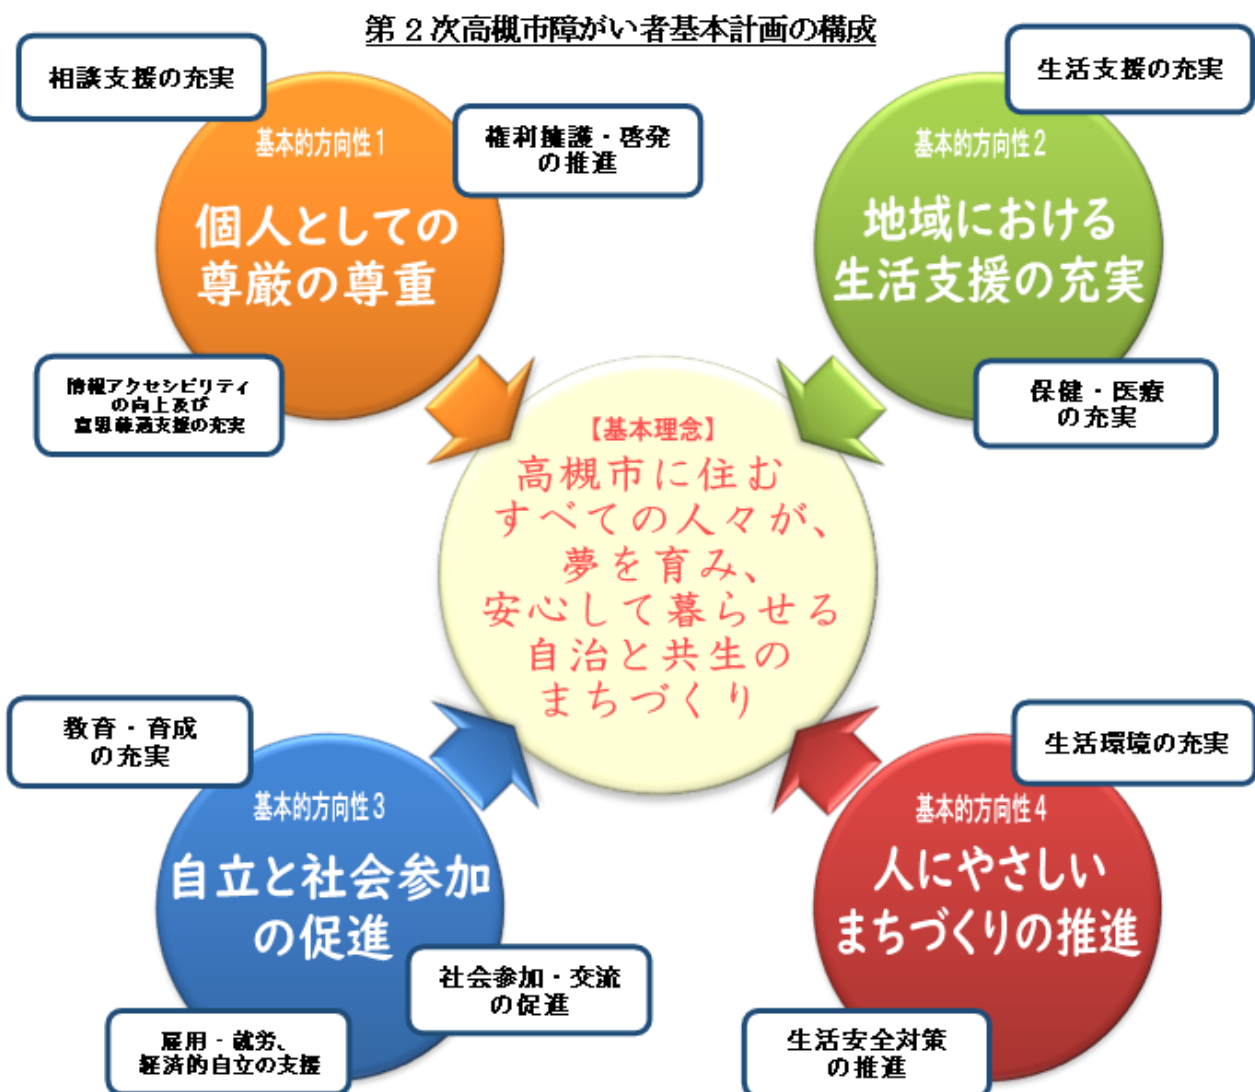 第2次高槻市障がい者基本計画の構成
相談支援の充実
基本的方向性1
権利擁護・啓発
の推進
個人としての
尊厳の尊重
情報アクセシビリティ
の向上及び
意思疎通支援の充実
生活支援の充実
基本的方向性2
地域における
生活支援の充実
保健・医療
の充実
【基本理念】
高槻市に住む
すべての人々が、
夢を育み、
安心して暮らせる
自治と共生の
まちづくり
教育・育成
の充実
基本的方向性3
自立と社会参加
の促進
社会参加・交流
の促進
雇用・就労、
経済的自立の支援
生活環境の充実
基本的方向性4
人にやさしい
まちづくりの推進
生活安全対策
の推進